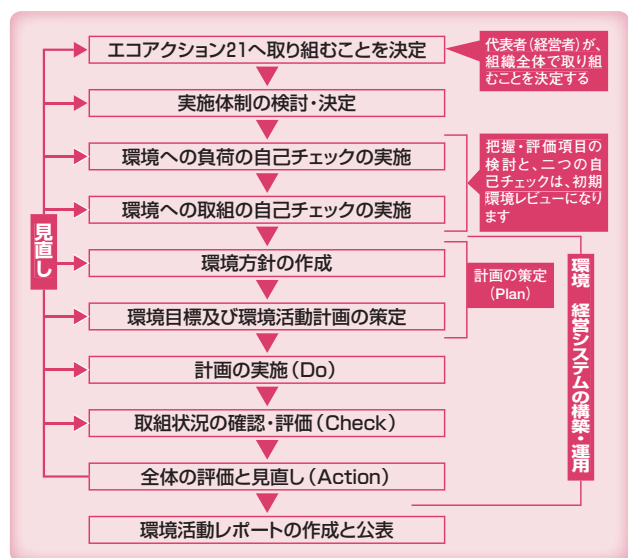 エコアクション21へ取り組むことを決定
代表者(経営者)が、
組織全体で取り組
むことを決定する
実施体制の検討・決定
環境への負荷の自己チェックの実施
環境への取組の自己チェックの実施
把握・評価項目の
検討と、二つの自
己チェックは、初期
環境レビューになり
ます
見直し
環境方針の作成
環境目標及び環境活動計画の策定
計画の策定
(Plan)
環境 経営システムの構築・運用
計画の実施(Do)
取組状況の確認・評価(Check)
全体の評価と見直し(Action)
環境活動レポートの作成と公表